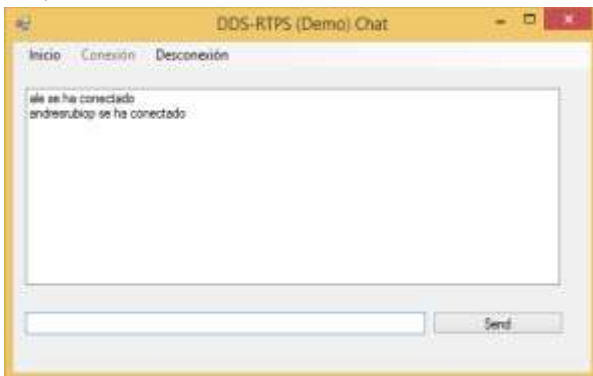 DDS-RTPS (Demo) Chat
Inicio Conexión Desconexión
ale se ha conectado
andresrubiop se ha conectado
Send